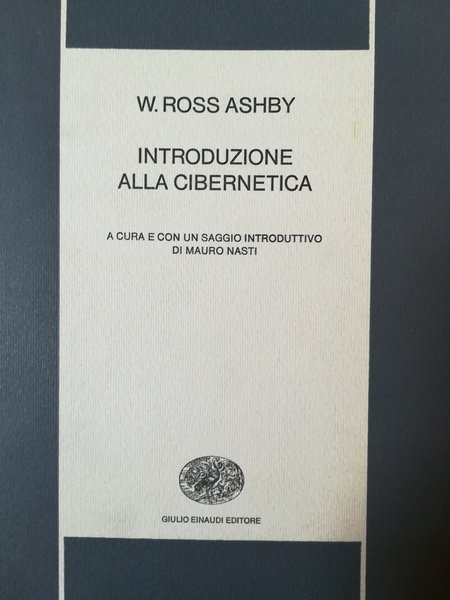 W. ROSS ASHBY
INTRODUZIONE
ALLA CIBERNETICA
A CURA E CON UN SAGGIO INTRODUTTIVO
DI MAURO NASTI
GIULIO EINAUDI EDITORE